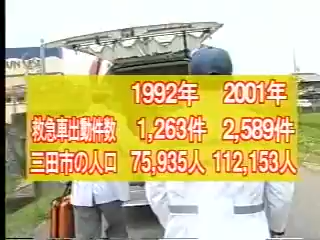 1992年 2001年
救急車出動件数 1,263件 2,589件
三田市の人口 75,935人 112,153人